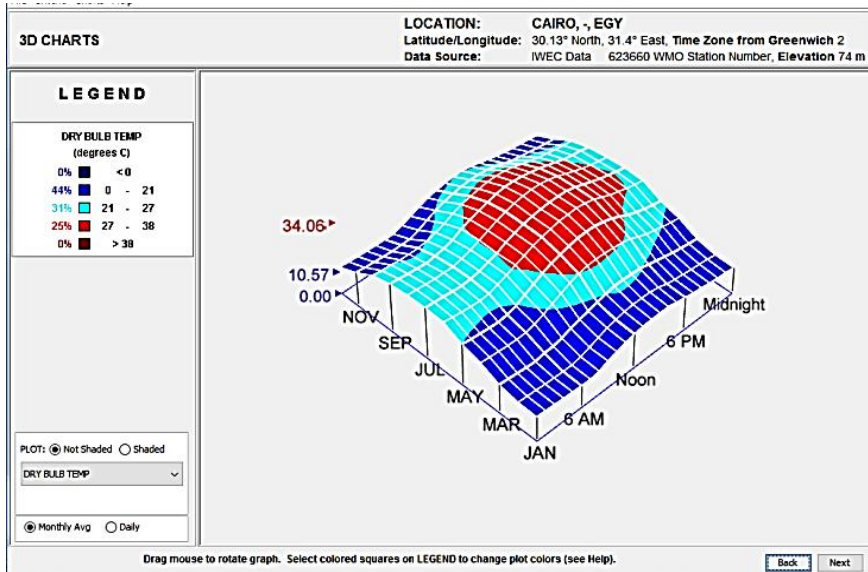 3D CHARTS
LOCATION: CAIRO, -, EGY
Latitude/Longitude: 30.13° North, 31.4° East, Time Zone from Greenwich 2
Data Source: IWEC Data 623660 WMO Station Number, Elevation 74 m
LEGEND
DRY BULB TEMP
(degrees C)
0% < 0
44% 0 - 21
31% 21 - 27
25% 27 - 38
0% > 38
34.06
10.57
0.00
NOV
SEP
JUL
MAY
MAR
JAN
6 AM
Noon
6 PM
Midnight
PLOT: Not Shaded Shaded
DRY BULB TEMP
Monthly Avg Daily
Drag mouse to rotate graph. Select colored squares on LEGEND to change plot colors (see Help).
Back Next